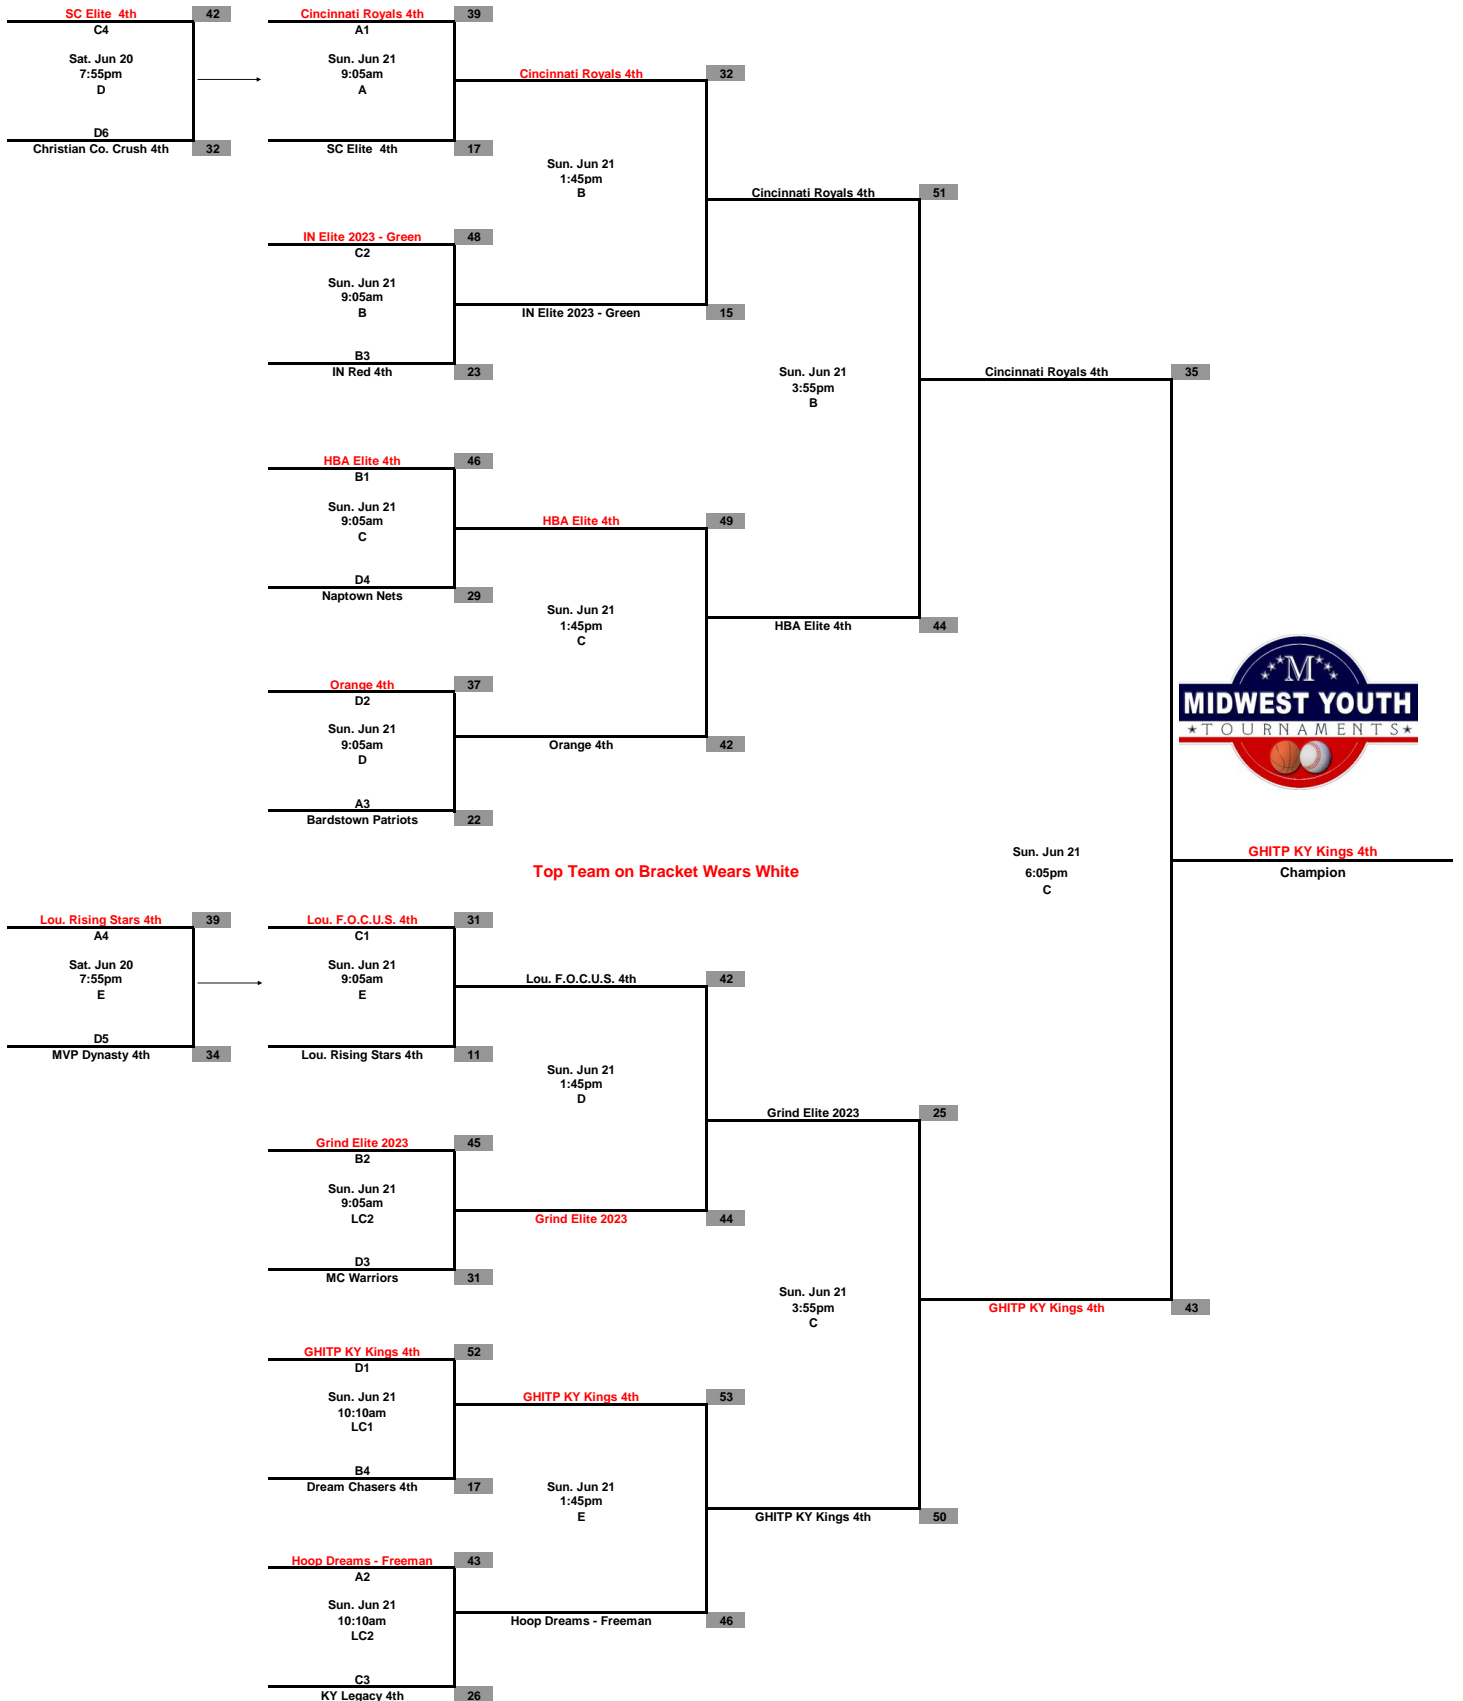 SC Elite 4th 42
C4
Sat. Jun 20
7:55pm
D
D6
Christian Co. Crush 4th 32
Cincinnati Royals 4th 39
A1
Sun. Jun 21
9:05am
A
SC Elite 4th 17
Cincinnati Royals 4th 32
Sun. Jun 21
1:45pm
B
IN Elite 2023 - Green 15
IN Elite 2023 - Green 48
C2
Sun. Jun 21
9:05am
B
B3
IN Red 4th 23
Cincinnati Royals 4th 51
Sun. Jun 21
3:55pm
B
HBA Elite 4th 44
Cincinnati Royals 4th 35
HBA Elite 4th 46
B1
Sun. Jun 21
9:05am
C
D4
Naptown Nets 29
HBA Elite 4th 49
Sun. Jun 21
1:45pm
C
Orange 4th 42
Orange 4th 37
D2
Sun. Jun 21
9:05am
D
A3
Bardstown Patriots 22
M
MIDWEST YOUTH
TOURNAMENTS
Top Team on Bracket Wears White
Sun. Jun 21
6:05pm
C
GHITP KY Kings 4th
Champion
Lou. Rising Stars 4th 39
A4
Sat. Jun 20
7:55pm
E
D5
MVP Dynasty 4th 34
Lou. F.O.C.U.S. 4th 31
C1
Sun. Jun 21
9:05am
E
Lou. Rising Stars 4th 11
Lou. F.O.C.U.S. 4th 42
Sun. Jun 21
1:45pm
D
Grind Elite 2023 44
Grind Elite 2023 45
B2
Sun. Jun 21
9:05am
LC2
D3
MC Warriors 31
Grind Elite 2023 25
Sun. Jun 21
3:55pm
C
GHITP KY Kings 4th 50
GHITP KY Kings 4th 43
GHITP KY Kings 4th 52
D1
Sun. Jun 21
10:10am
LC1
B4
Dream Chasers 4th 17
GHITP KY Kings 4th 53
Sun. Jun 21
1:45pm
E
Hoop Dreams - Freeman 46
Hoop Dreams - Freeman 43
A2
Sun. Jun 21
10:10am
LC2
C3
KY Legacy 4th 26